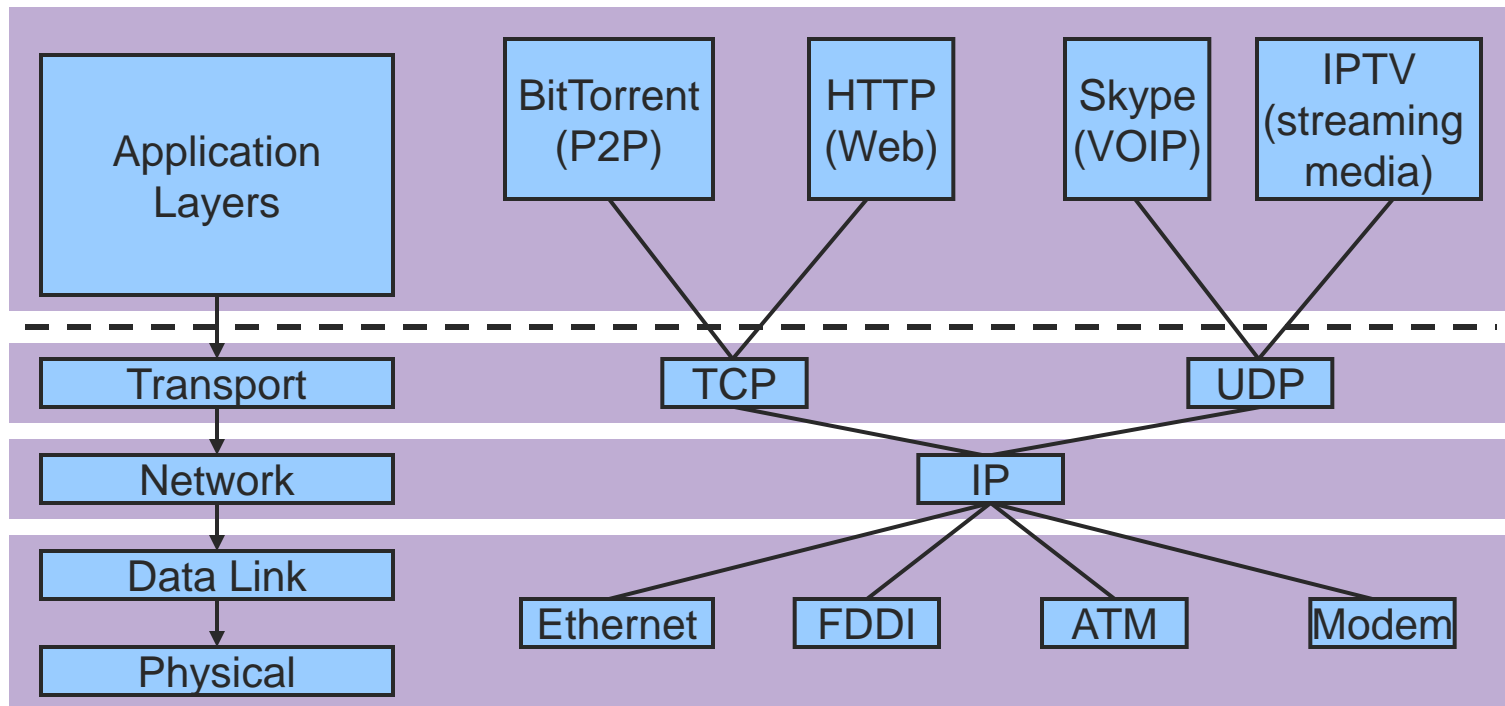 Application
Layers
BitTorrent
(P2P)
HTTP
(Web)
Skype
(VOIP)
IPTV
(streaming
media)
Transport
TCP
UDP
Network
IP
Data Link
Ethernet
FDDI
ATM
Modem
Physical